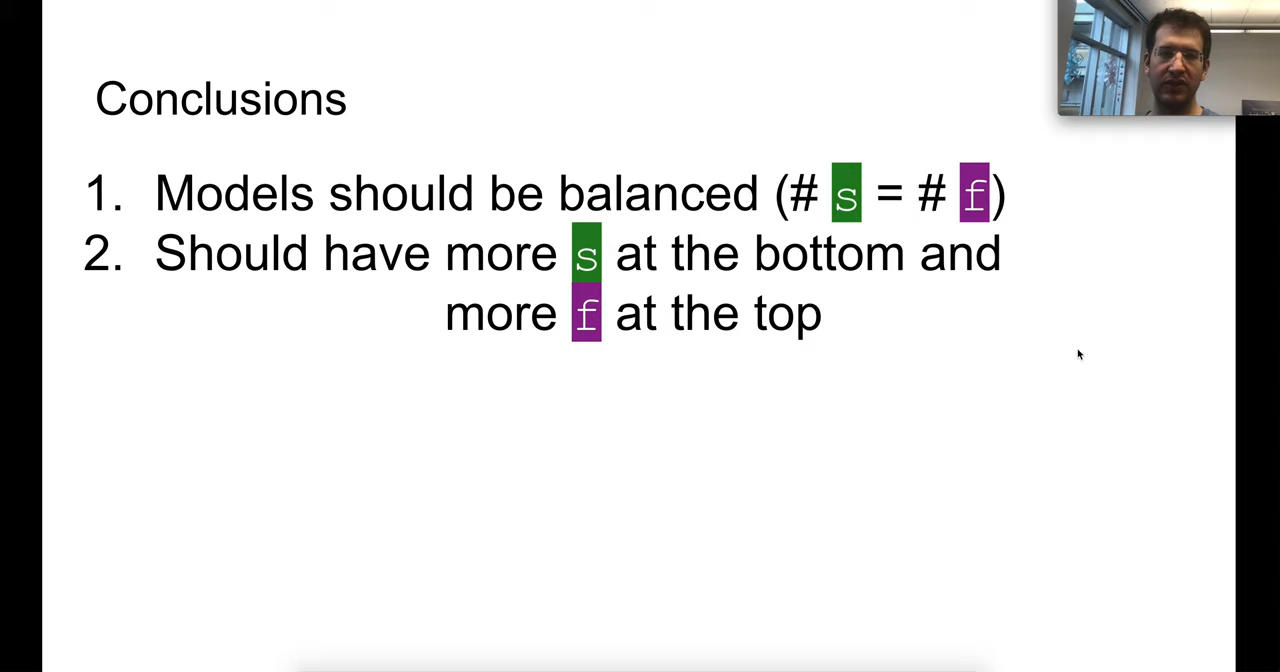 Conclusions
1. Models should be balanced (# s = # f)
2. Should have more s at the bottom and
more f at the top